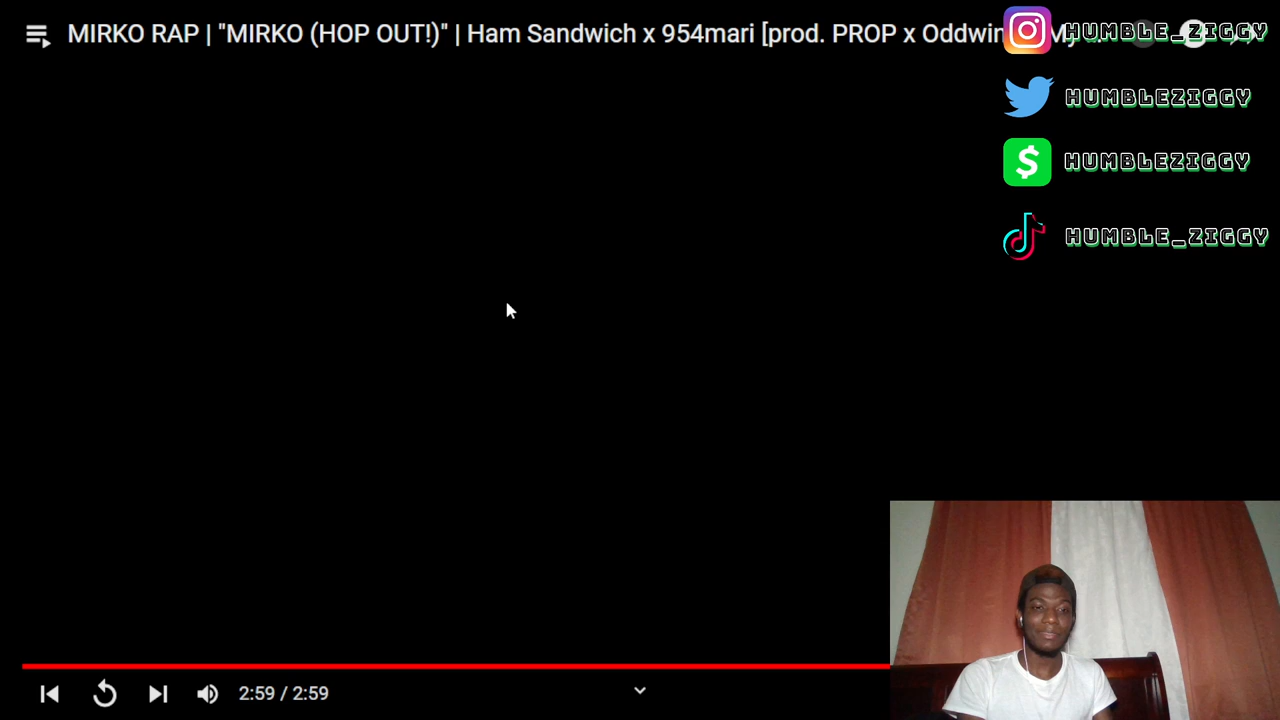 MIRKO RAP | "MIRKO (HOP OUT!)" | Ham Sandwich x 954mari [prod. PROP x Oddwin
HUMBLE_ZIGGY
HUMBLEZIGGY
HUMBLEZIGGY
HUMBLE_ZIGGY
2:59 / 2:59